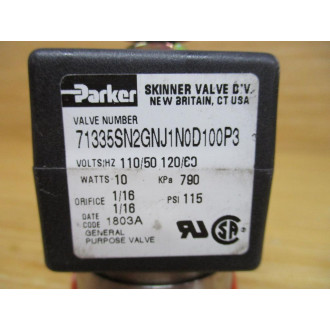 Parker
SKINNER VALVE DIV.
NEW BRITAIN, CT USA
VALVE NUMBER
71335SN2GNJ1N0D100P3
VOLTS/HZ 110/50 120/60
WATTS 10 KPa 790
ORIFICE 1/16
1/16
PSI 115
DATE CODE 1803A
GENERAL
PURPOSE VALVE